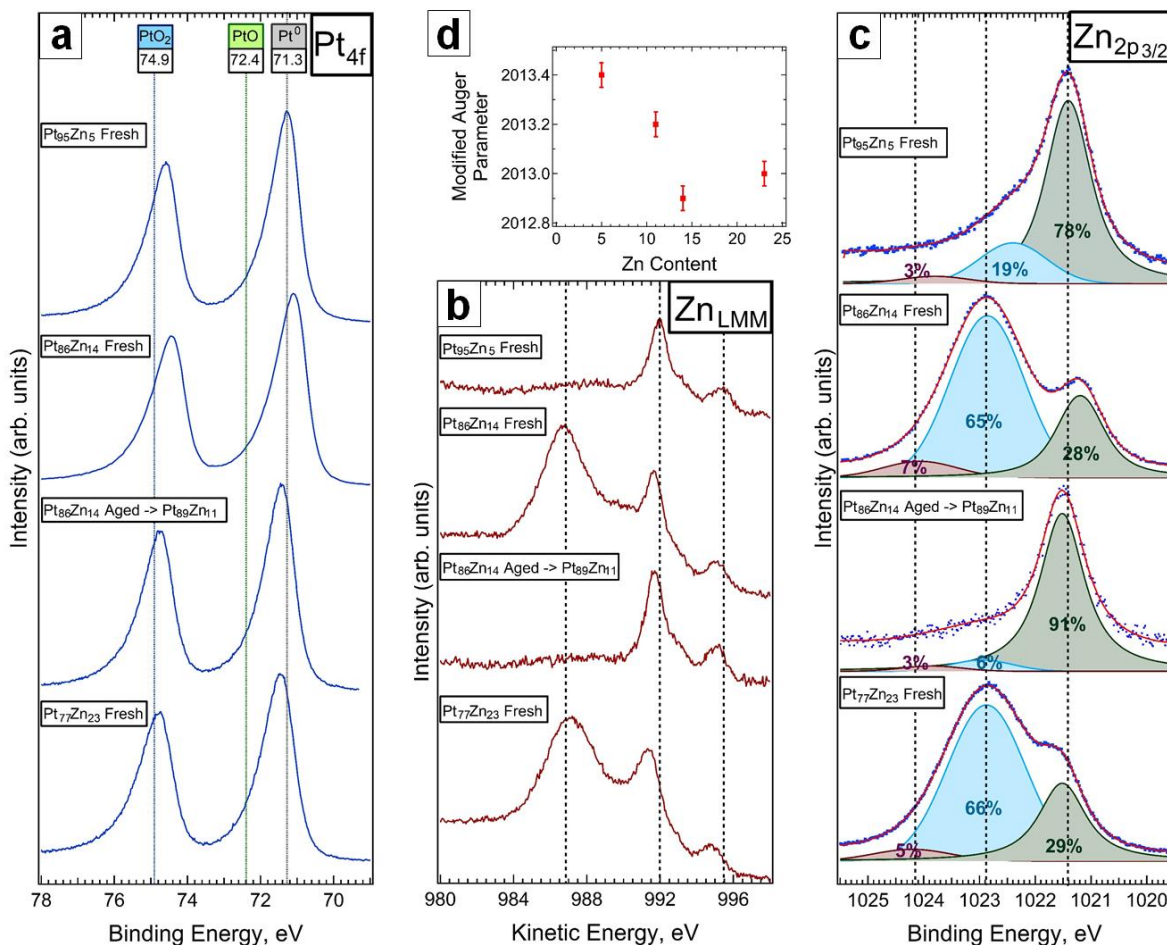 a
PtO₂
74.9
PtO
72.4
Pt⁰
71.3
Pt4f
Pt₉₅Zn₅ Fresh
Pt₈₆Zn₁₄ Fresh
Pt₈₆Zn₁₄ Aged -> Pt₈₉Zn₁₁
Pt₇₇Zn₂₃ Fresh
Intensity (arb. units)
78 76 74 72 70
Binding Energy, eV
d
2013.4
2013.2
2013.0
2012.8
Modified Auger
Parameter
0 5 10 15 20 25
Zn Content
b
ZnLMM
Pt₉₅Zn₅ Fresh
Pt₈₆Zn₁₄ Fresh
Pt₈₆Zn₁₄ Aged -> Pt₈₉Zn₁₁
Pt₇₇Zn₂₃ Fresh
Intensity (arb. units)
980 984 988 992 996
Kinetic Energy, eV
c
Zn2p3/2
Pt₉₅Zn₅ Fresh
3% 19% 78%
Pt₈₆Zn₁₄ Fresh
7% 65% 28%
Pt₈₆Zn₁₄ Aged -> Pt₈₉Zn₁₁
3% 6% 91%
Pt₇₇Zn₂₃ Fresh
5% 66% 29%
Intensity (arb. units)
1025 1024 1023 1022 1021 1020
Binding Energy, eV